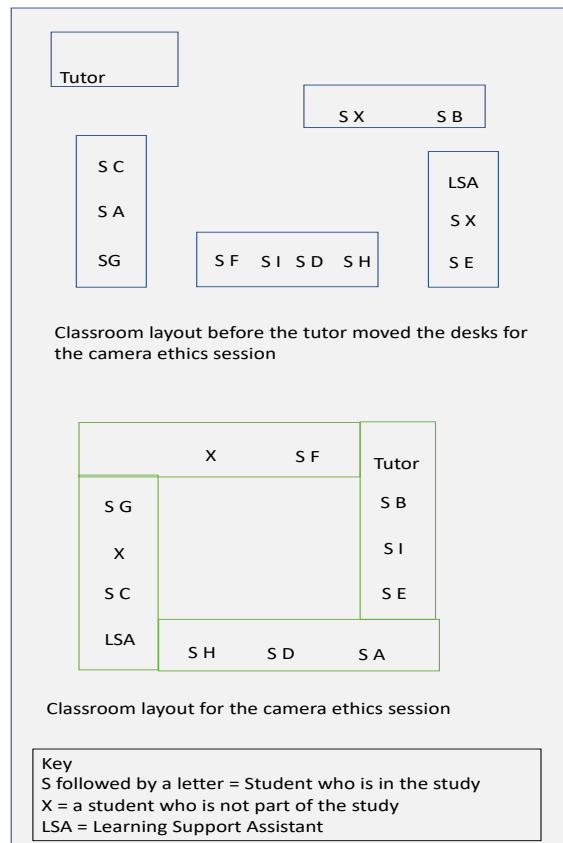 Tutor
S X S B
S C
S A
SG
LSA
S X
S E
S F S I S D S H
Classroom layout before the tutor moved the desks for
the camera ethics session
X S F
Tutor
S B
S I
S E
S G
X
S C
LSA
S H S D S A
Classroom layout for the camera ethics session
Key
S followed by a letter = Student who is in the study
X = a student who is not part of the study
LSA = Learning Support Assistant